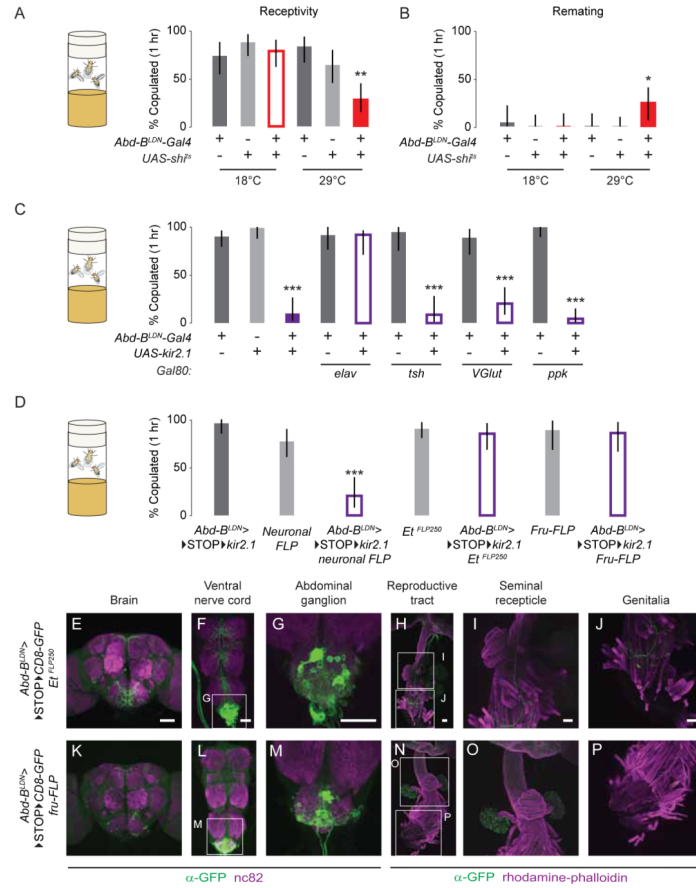 A
Receptivity
% Copulated (1 hr)
100
50
0
**
Abd-B^LDN-Gal4 + - + + - +
UAS-shi^ts - + + - + +
18°C 29°C
B
Remating
% Copulated (1 hr)
100
50
0
*
Abd-B^LDN-Gal4 + - + + - +
UAS-shi^ts - + + - + +
18°C 29°C
C
% Copulated (1 hr)
100
50
0
*** *** *** ***
Abd-B^LDN-Gal4 + - + + + + + + + + +
UAS-kir2.1 - + + - + - + - + - +
Gal80: elav tsh VGlut ppk
D
% Copulated (1 hr)
100
50
0
***
Abd-B^LDN>
▶STOP▶kir2.1
Neuronal
FLP
Abd-B^LDN>
▶STOP▶kir2.1
neuronal FLP
Et^FLP250
Abd-B^LDN>
▶STOP▶kir2.1
Et^FLP250
Fru-FLP
Abd-B^LDN>
▶STOP▶kir2.1
Fru-FLP
Brain
Ventral
nerve cord
Abdominal
ganglion
Reproductive
tract
Seminal
recepticle
Genitalia
Abd-B^LDN>
▶STOP▶CD8-GFP
Et^FLP250
E
F
G
G
H
I
J
I
J
Abd-B^LDN>
▶STOP▶CD8-GFP
fru-FLP
K
L
M
M
N
O
P
O
P
α-GFP nc82
α-GFP rhodamine-phalloidin